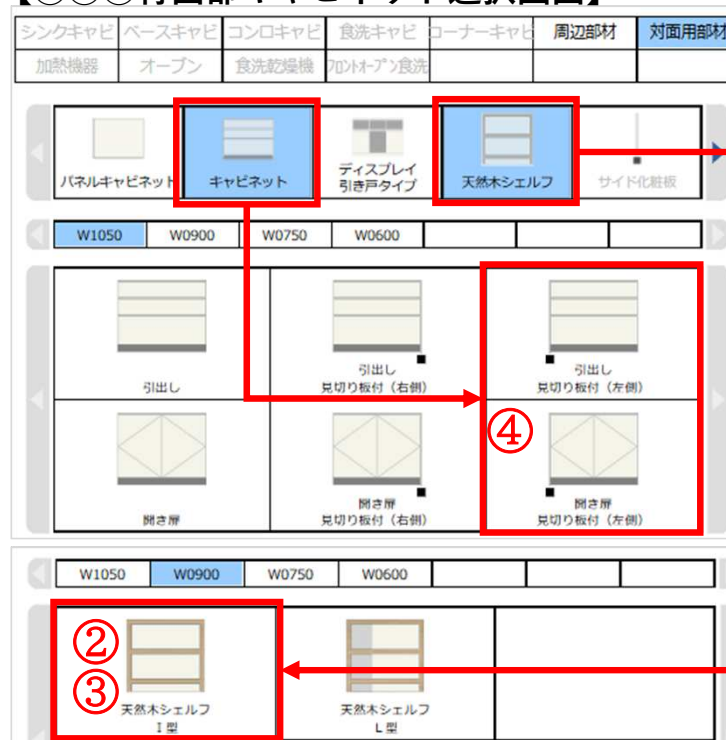 シンクキャビ ベースキャビ コンロキャビ 食洗キャビ コーナーキャビ 周辺部材 対面用部材
加熱機器 オーブン 食洗乾燥機 フロントオープン食洗
パネルキャビネット キャビネット ディスプレイ 引き戸タイプ 天然木シェルフ サイド化粧板
W1050 W0900 W0750 W0600
引出し
引出し
見切り板付（右側）
引出し
見切り板付（左側）
④
開き扉
開き扉
見切り板付（右側）
開き扉
見切り板付（左側）
W1050 W0900 W0750 W0600
②
③
天然木シェルフ
Ｉ型
天然木シェルフ
Ｌ型